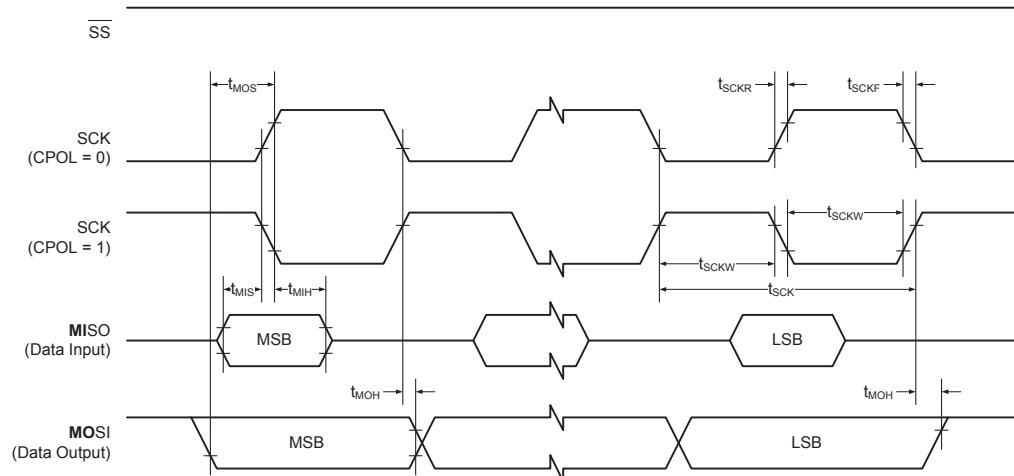 SS
tMOS
tSCKR
tSCKF
SCK
(CPOL = 0)
SCK
(CPOL = 1)
tSCKW
tSCKW
tSCK
tMIS
tMIH
MISO
(Data Input)
MSB
LSB
tMOH
tMOH
MOSI
(Data Output)
MSB
LSB